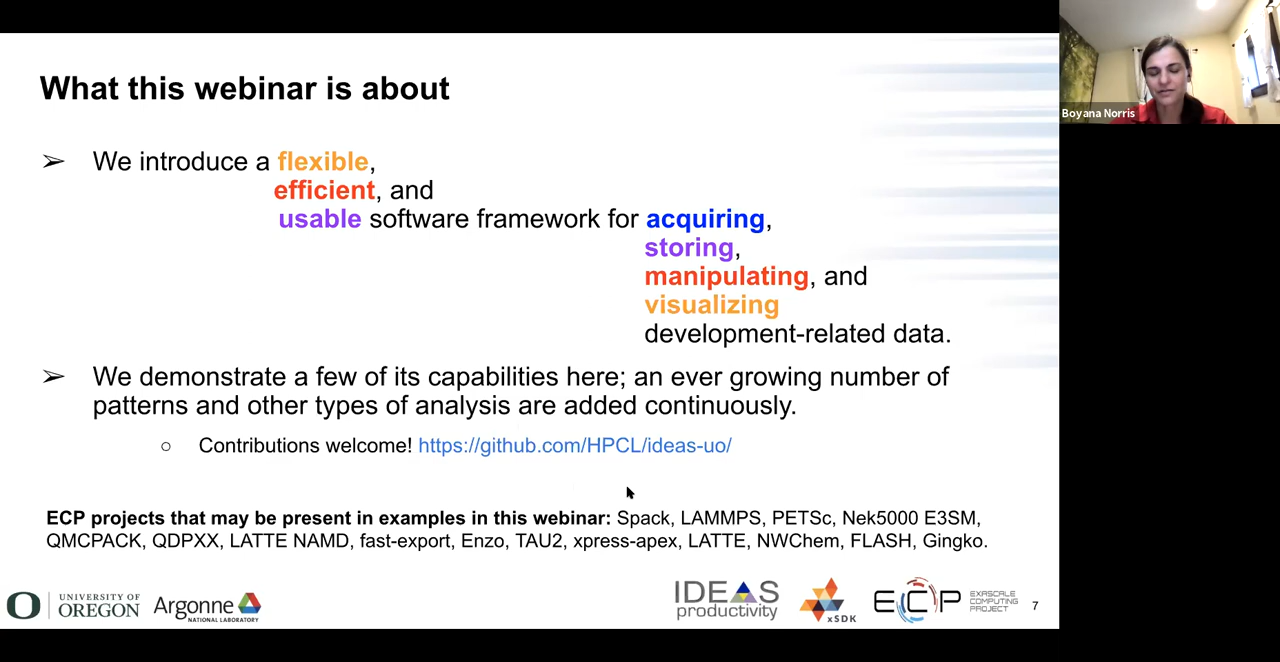 What this webinar is about
➢ We introduce a flexible,
efficient, and
usable software framework for acquiring,
storing,
manipulating, and
visualizing
development-related data.
➢ We demonstrate a few of its capabilities here; an ever growing number of
patterns and other types of analysis are added continuously.
○ Contributions welcome! https://github.com/HPCL/ideas-uo/
ECP projects that may be present in examples in this webinar: Spack, LAMMPS, PETSc, Nek5000 E3SM,
QMCPACK, QDPXX, LATTE NAMD, fast-export, Enzo, TAU2, xpress-apex, LATTE, NWChem, FLASH, Gingko.
O UNIVERSITY OF
OREGON
Argonne
NATIONAL LABORATORY
IDEAS
productivity
xSDK
ECP
EXASCALE
COMPUTING
PROJECT
7
Boyana Norris